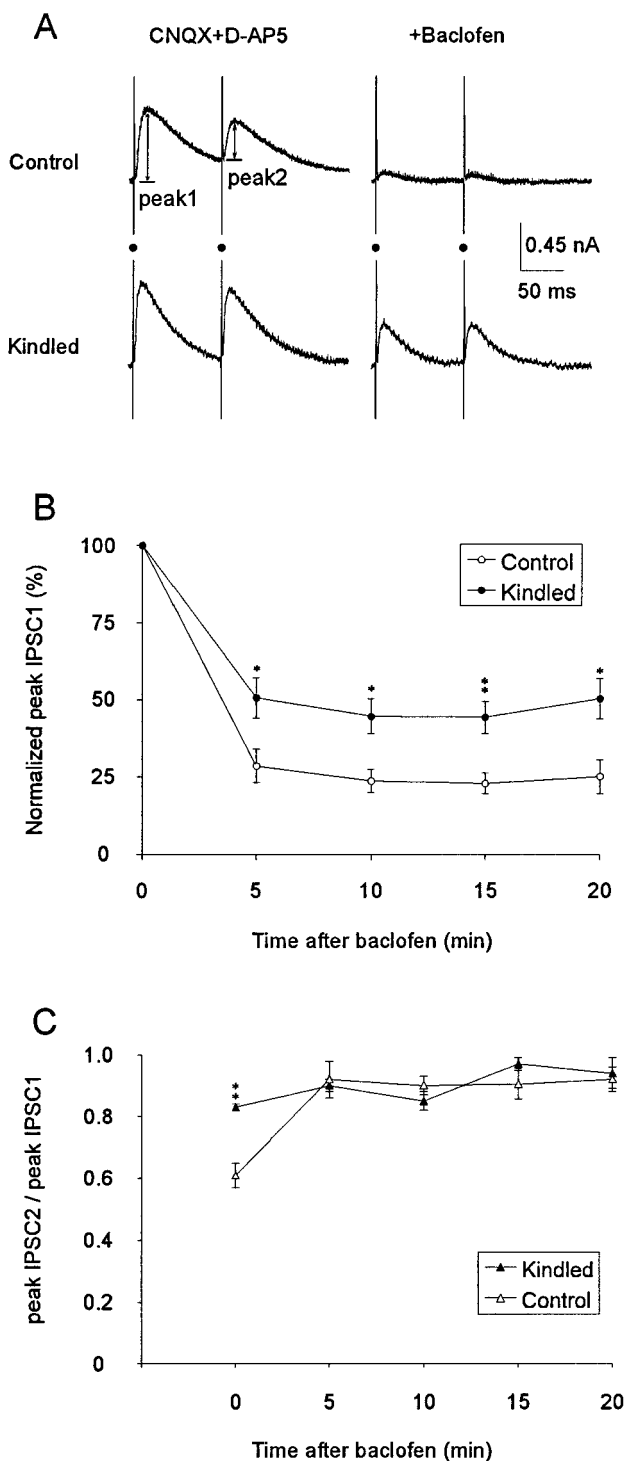 A
CNQX+D-AP5
+Baclofen
Control
peak1
peak2
0.45 nA
50 ms
Kindled
B
Normalized peak IPSC1 (%)
100
75
50
25
0
Control
Kindled
*
*
**
*
0
5
10
15
20
Time after baclofen (min)
C
peak IPSC2 / peak IPSC1
1.0
0.8
0.6
0.4
0.2
0
**
Kindled
Control
0
5
10
15
20
Time after baclofen (min)